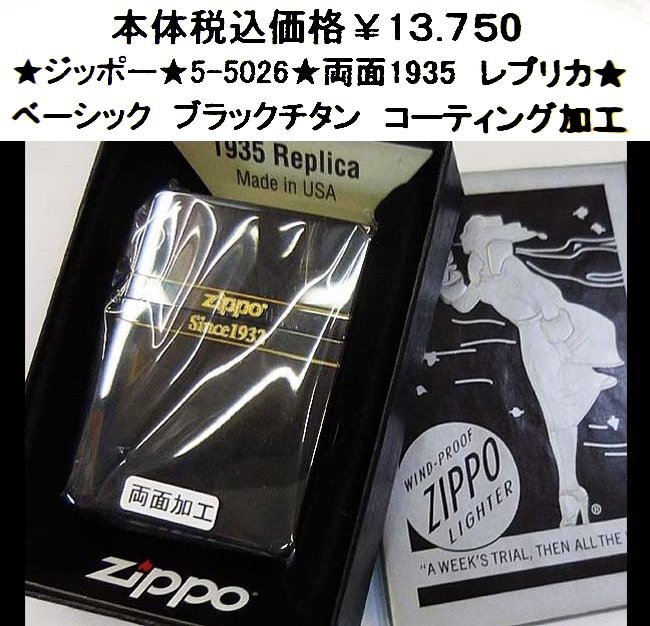 本体税込価格￥13.750
★ジッポー★5-5026★両面1935 レプリカ★
ベーシック ブラックチタン コーティング加工
1935 Replica
Made in USA
zippo
Since1932
両面加工
zippo
WIND-PROOF
ZIPPO
LIGHTER
®
"A WEEK'S TRIAL, THEN ALL THE